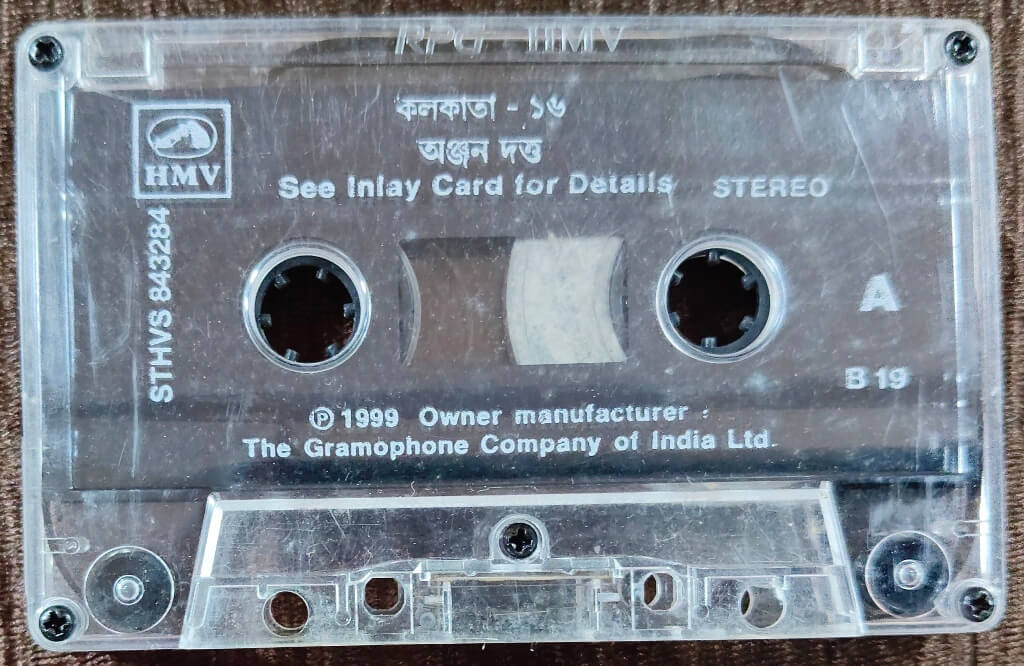 RPG HMV
কলকাতা - ১৬
অঞ্জন দত্ত
HMV
See Inlay Card for Details STEREO
STHVS 843284
A
B 19
℗ 1999 Owner manufacturer :
The Gramophone Company of India Ltd.